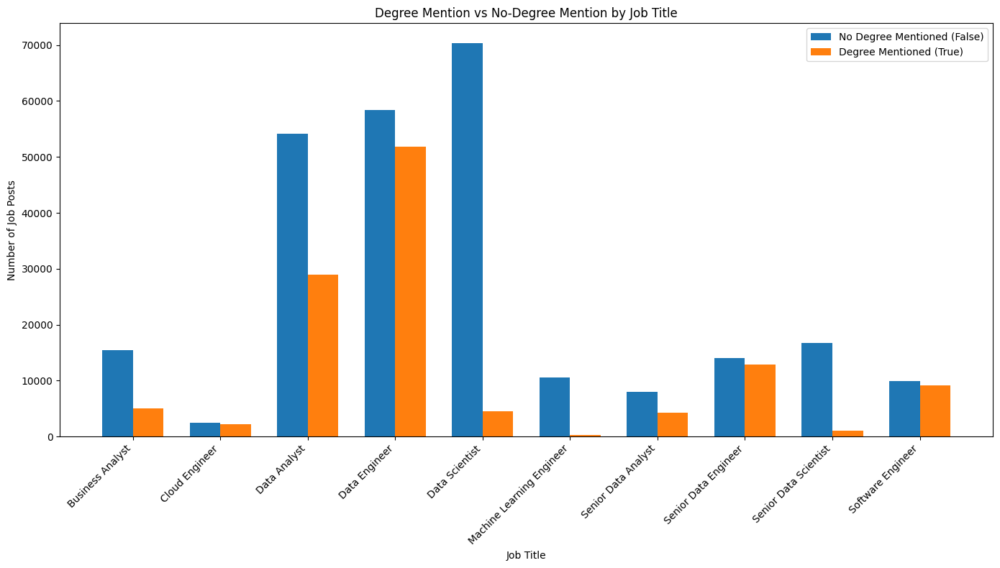 Degree Mention vs No-Degree Mention by Job Title
No Degree Mentioned (False)
Degree Mentioned (True)
Number of Job Posts
70000
60000
50000
40000
30000
20000
10000
0
Business Analyst
Cloud Engineer
Data Analyst
Data Engineer
Data Scientist
Machine Learning Engineer
Senior Data Analyst
Senior Data Engineer
Senior Data Scientist
Software Engineer
Job Title